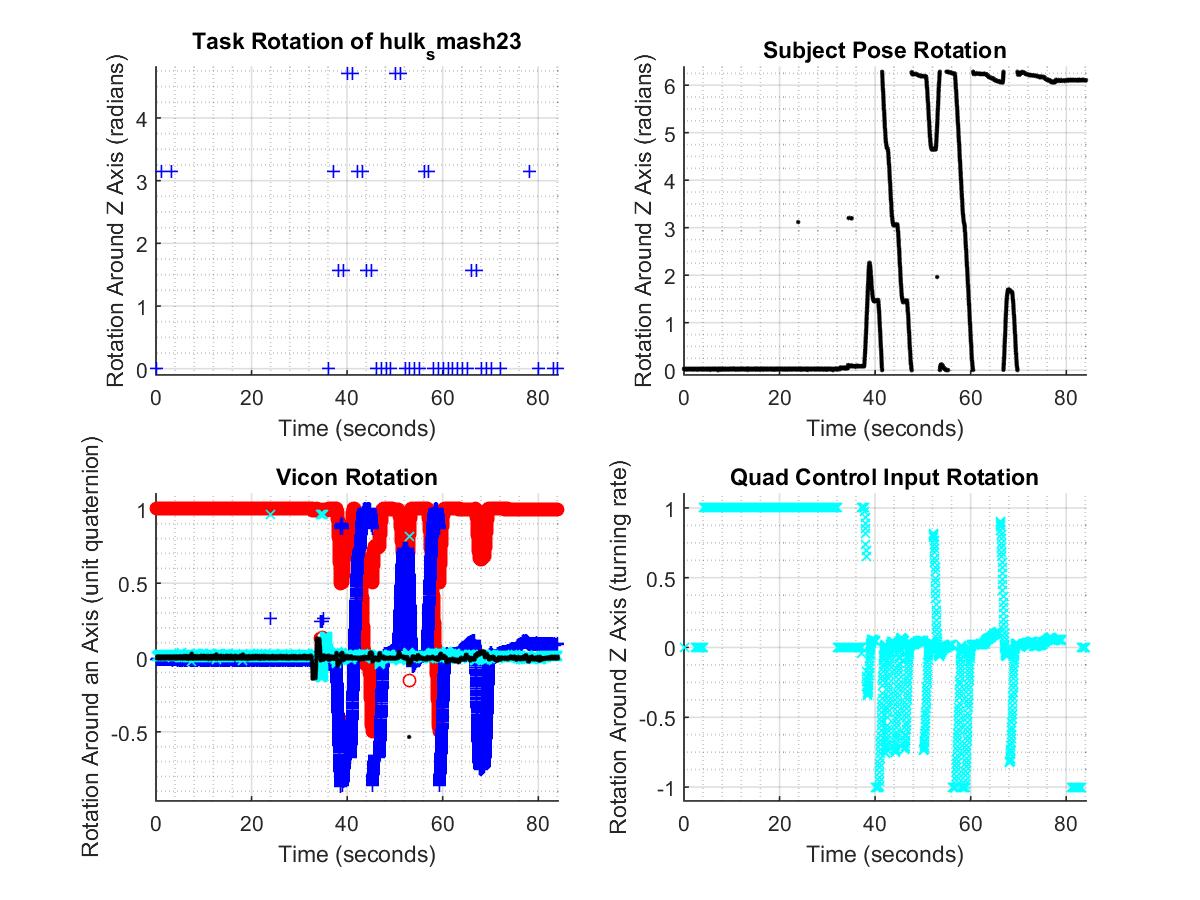 Task Rotation of hulk_smash23
Rotation Around Z Axis (radians)
4
3
2
1
0
0 20 40 60 80
Time (seconds)
Subject Pose Rotation
Rotation Around Z Axis (radians)
6
5
4
3
2
1
0
0 20 40 60 80
Time (seconds)
Vicon Rotation
Rotation Around an Axis (unit quaternion)
1
0.5
0
-0.5
0 20 40 60 80
Time (seconds)
Quad Control Input Rotation
Rotation Around Z Axis (turning rate)
1
0.5
0
-0.5
-1
0 20 40 60 80
Time (seconds)